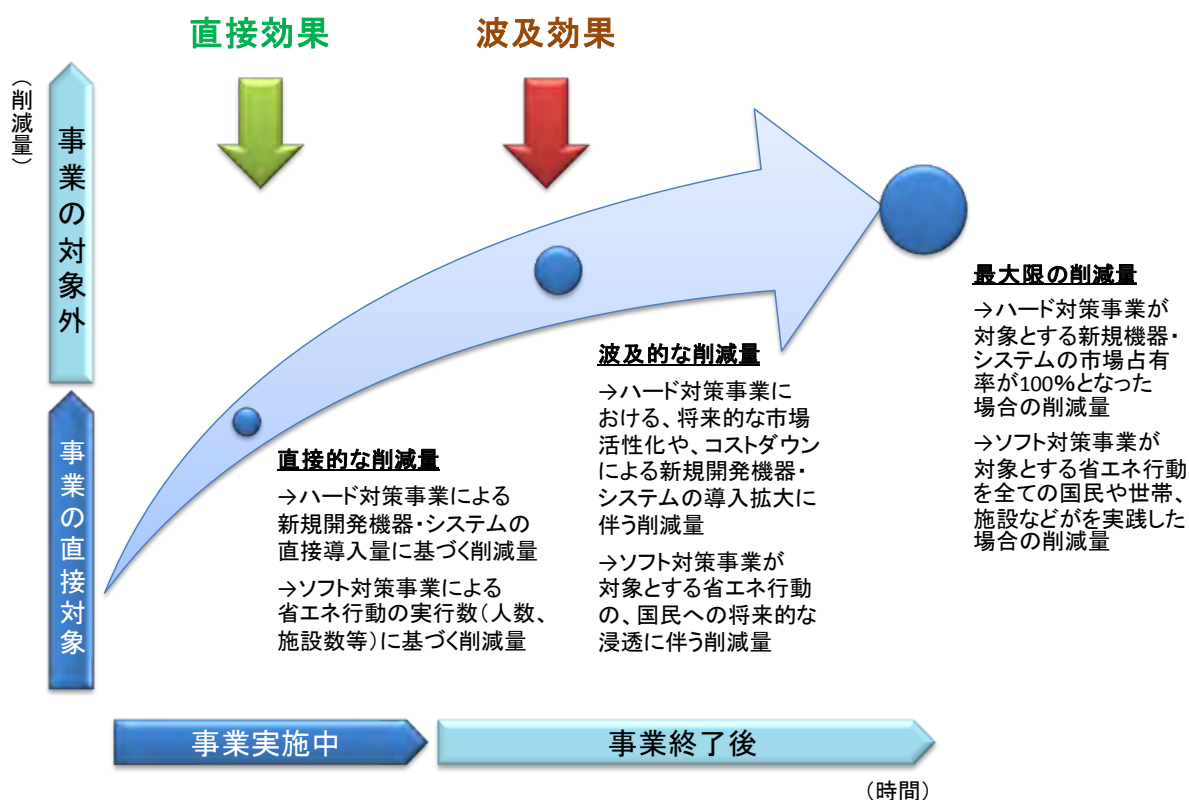 直接効果
波及効果
（削減量）
事業の対象外
事業の直接対象
直接的な削減量
→ハード対策事業による
新規開発機器・システムの
直接導入量に基づく削減量
→ソフト対策事業による
省エネ行動の実行数（人数、
施設数等）に基づく削減量
波及的な削減量
→ハード対策事業に
おける、将来的な市場
活性化や、コストダウン
による新規開発機器・
システムの導入拡大に
伴う削減量
→ソフト対策事業が
対象とする省エネ行動
の、国民への将来的な
浸透に伴う削減量
最大限の削減量
→ハード対策事業が
対象とする新規機器・
システムの市場占有
率が100％となった
場合の削減量
→ソフト対策事業が
対象とする省エネ行動
を全ての国民や世帯、
施設などがを実践した
場合の削減量
事業実施中
事業終了後
（時間）